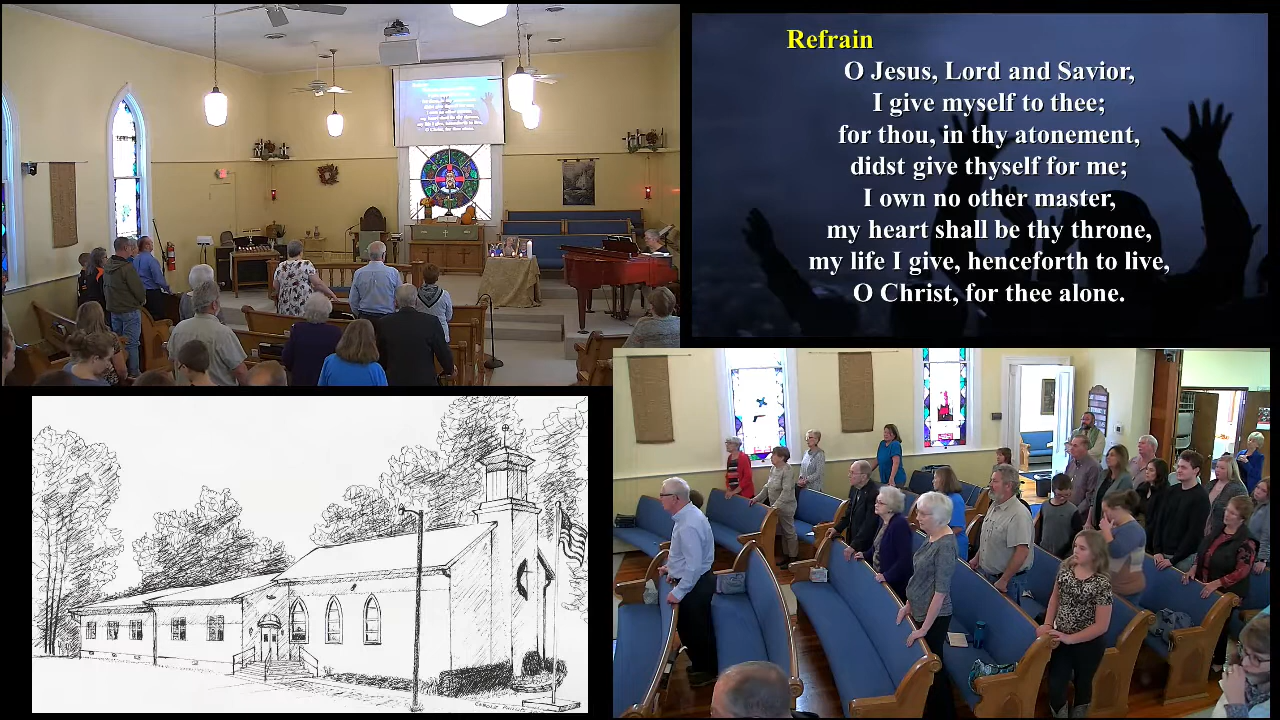 Refrain
O Jesus, Lord and Savior,
I give myself to thee;
for thou, in thy atonement,
didst give thyself for me;
I own no other master,
my heart shall be thy throne,
my life I give, henceforth to live,
O Christ, for thee alone.